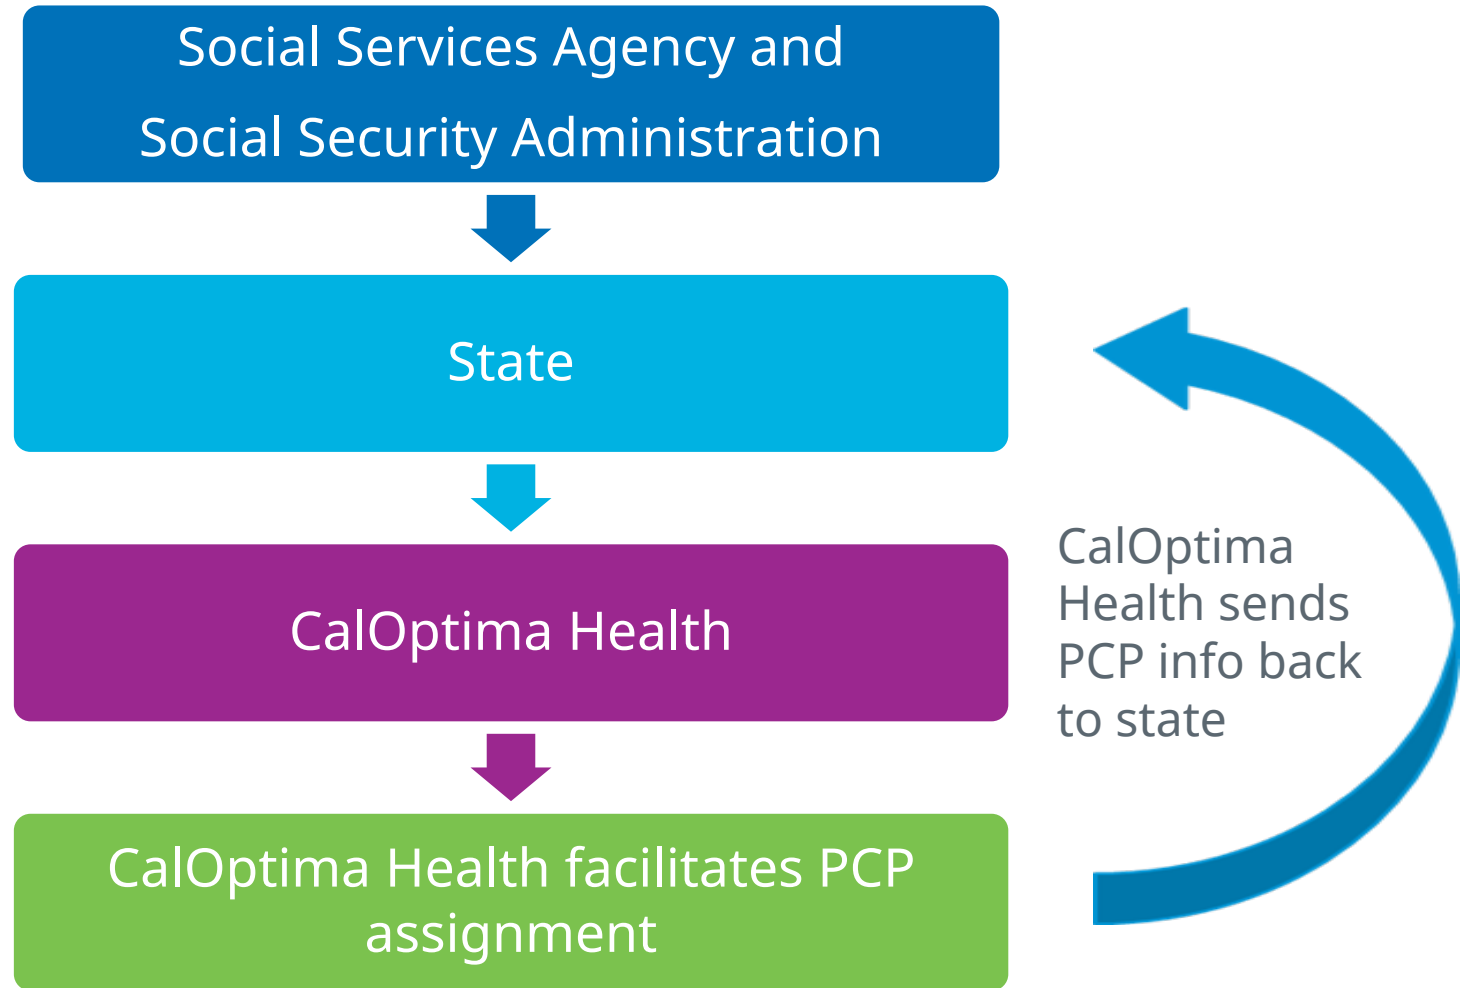 Social Services Agency and
Social Security Administration
State
CalOptima Health
CalOptima
Health sends
PCP info back
to state
CalOptima Health facilitates PCP
assignment